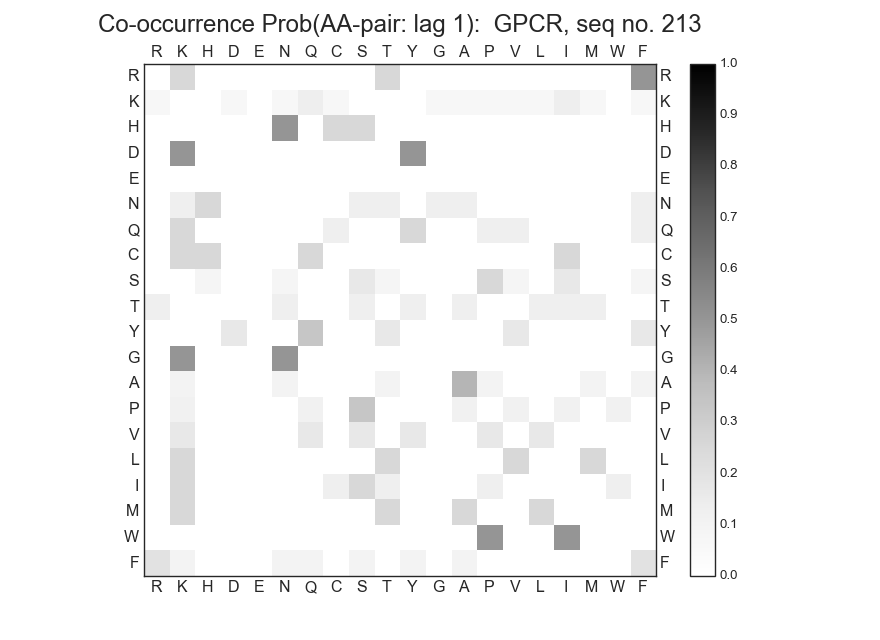 Co-occurrence Prob(AA-pair: lag 1):  GPCR, seq no. 213
R K H D E N Q C S T Y G A P V L I M W F
1.0
R R
K K
0.9
H H
D D
0.8
E E
N N
0.7
Q Q
C C
0.6
S S
T T
0.5
Y Y
G G
0.4
A A
P P
0.3
V V
L L
0.2
I I
M M
0.1
W W
F F
0.0
R K H D E N Q C S T Y G A P V L I M W F